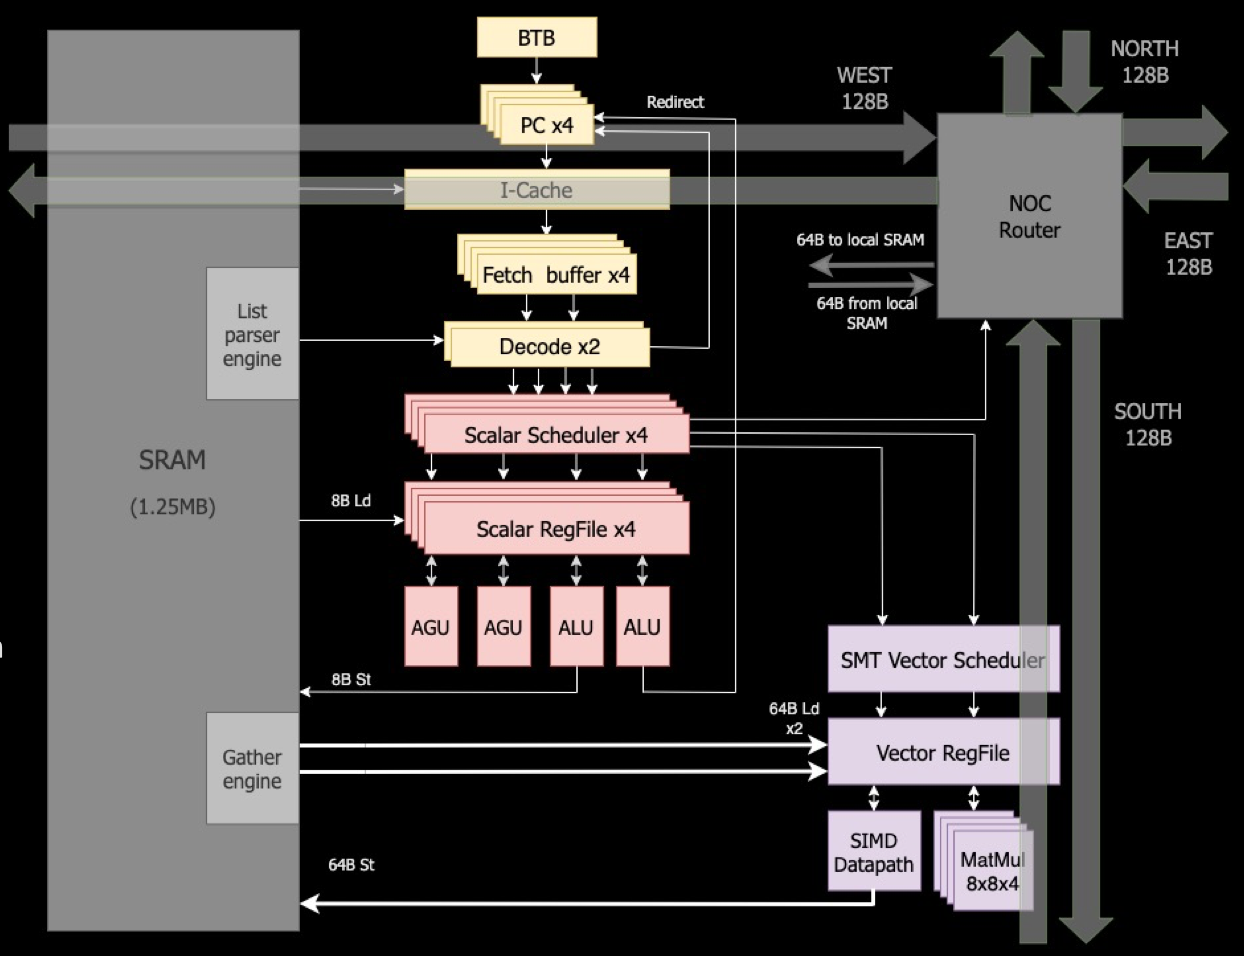 BTB
NORTH
128B
WEST
128B
Redirect
PC x4
I-Cache
NOC
Router
64B to local SRAM
EAST
128B
Fetch buffer x4
64B from local
SRAM
List
parser
engine
Decode x2
SOUTH
128B
Scalar Scheduler x4
SRAM
(1.25MB)
8B Ld
Scalar RegFile x4
AGU
AGU
ALU
ALU
SMT Vector Scheduler
8B St
64B Ld
x2
Gather
engine
Vector RegFile
SIMD
Datapath
MatMul
8x8x4
64B St